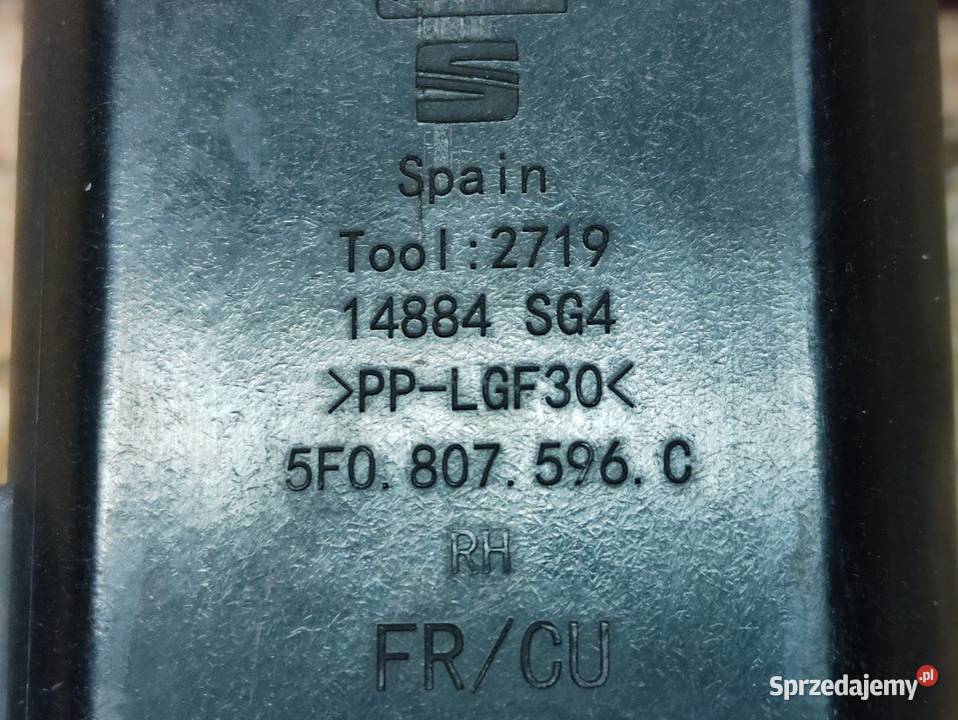 Spain
Tool:2719
14884 SG4
>PP-LGF30<
5F0.807.596.C
RH
FR/CU
Sprzedajemy.pl